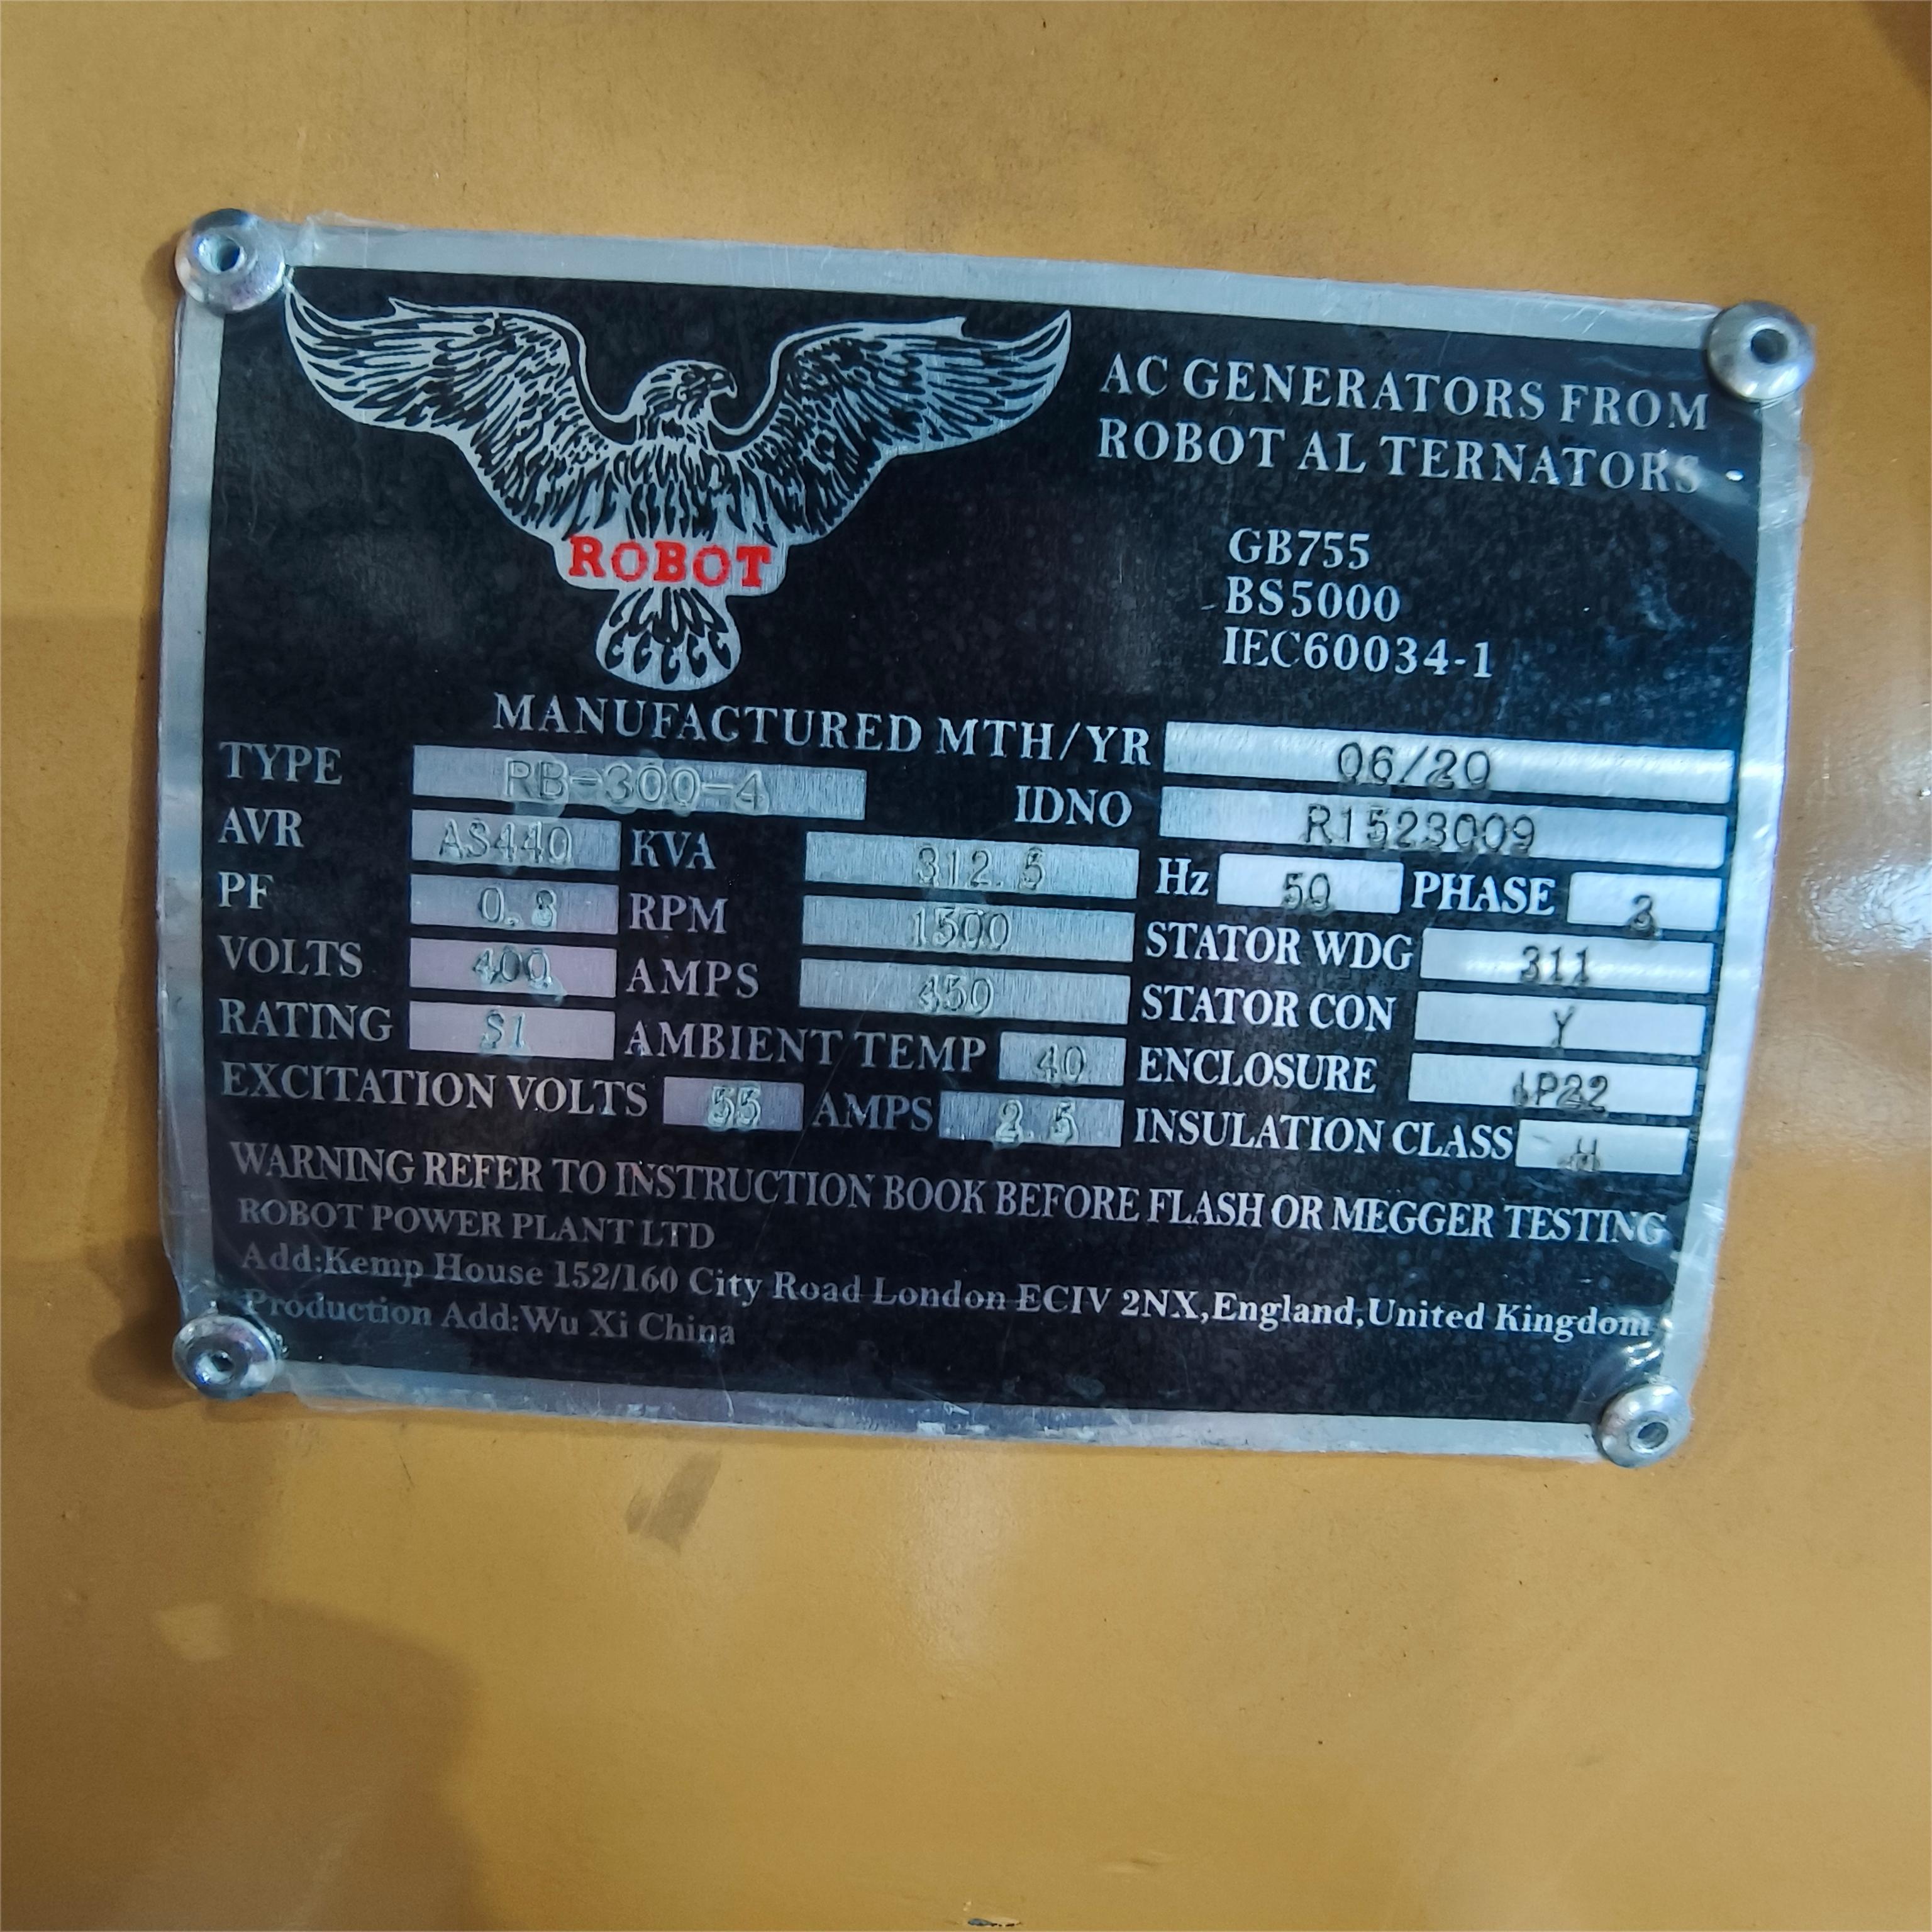 ROBOT
AC GENERATORS FROM
ROBOT AL TERNATORS
GB755
BS5000
IEC60034-1
MANUFACTURED MTH/YR 06/20
TYPE RB-300-4 IDNO R1523009
AVR AS440 KVA 312.5 Hz 50 PHASE 3
PF 0.8 RPM 1500 STATOR WDG 311
VOLTS 400 AMPS 450 STATOR CON Y
RATING S1 AMBIENT TEMP 40 ENCLOSURE IP22
EXCITATION VOLTS 55 AMPS 2.5 INSULATION CLASS H
WARNING REFER TO INSTRUCTION BOOK BEFORE FLASH OR MEGGER TESTING
ROBOT POWER PLANT LTD
Add:Kemp House 152/160 City Road London ECIV 2NX,England,United Kingdom
Production Add:Wu Xi China